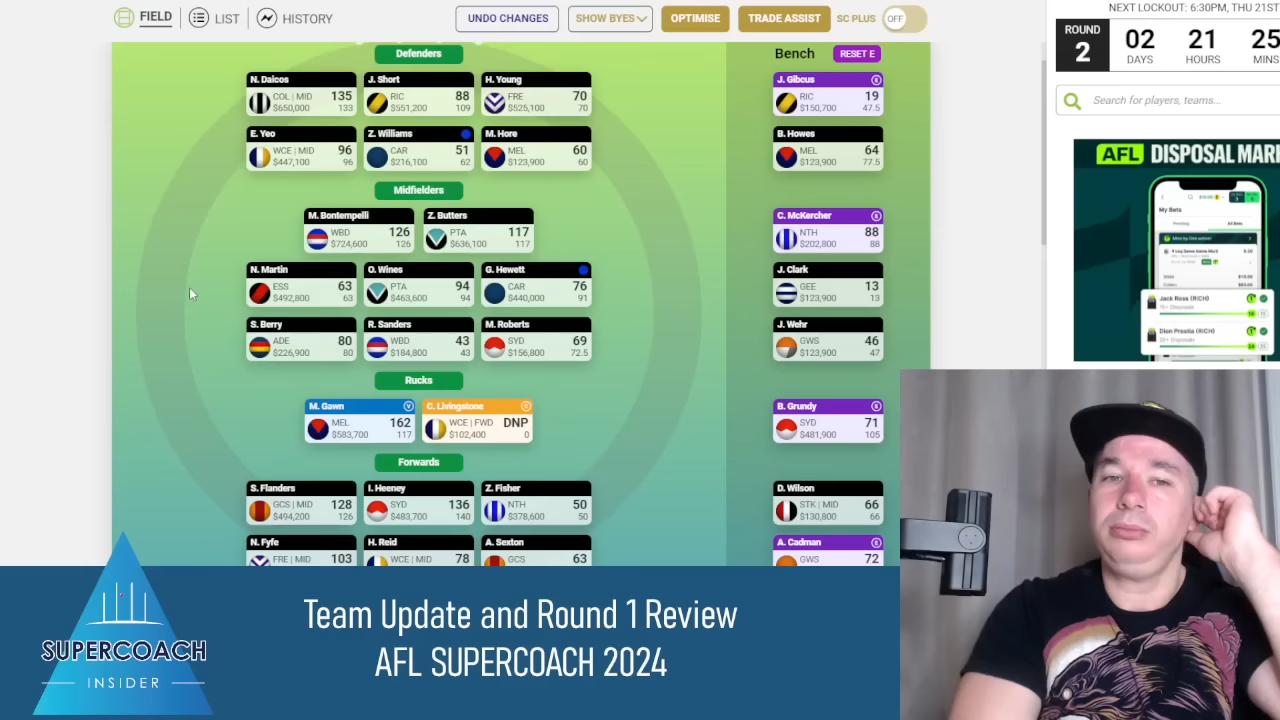 FIELD LIST HISTORY UNDO CHANGES SHOW BYES OPTIMISE TRADE ASSIST SC PLUS OFF
NEXT LOCKOUT: 6:30PM, THU 21ST
ROUND 2 02 DAYS 21 HOURS 25 MINS
Search for players, teams...
Defenders
Bench RESET E
N. Daicos COL | MID $650,000 135 133
J. Short RIC $551,200 88 109
H. Young FRE $525,100 70 70
J. Gibcus E RIC $150,700 19 47.5
E. Yeo WCE | MID $447,100 96 96
Z. Williams CAR $216,100 51 62
M. Hore MEL $123,900 60 60
B. Howes MEL $123,900 64 77.5
Midfielders
M. Bontempelli WBD $724,600 126 126
Z. Butters PTA $636,100 117 117
C. McKercher E NTH $202,800 88 88
N. Martin ESS $492,800 63 63
O. Wines PTA $463,600 94 94
G. Hewett CAR $440,000 76 91
J. Clark GEE $123,900 13 13
S. Berry ADE $226,900 80 80
R. Sanders WBD $184,800 43 43
M. Roberts SYD $156,800 69 72.5
J. Wehr GWS $123,900 46 47
Rucks
M. Gawn V MEL $583,700 162 117
C. Livingstone C WCE | FWD $102,400 DNP 0
B. Grundy E SYD $481,900 71 105
Forwards
S. Flanders GCS | MID $494,200 128 126
I. Heeney SYD $483,700 136 140
Z. Fisher NTH $378,600 50 50
D. Wilson STK | MID $130,800 66 66
N. Fyfe FRE | MID 103
H. Reid WCE | MID 78
A. Sexton GCS 63
A. Cadman E GWS 72
AFL DISPOSAL MAR
My Bets
Jack Ross (RICH)
Dion Prestia (RICH)
SUPERCOACH
INSIDER
Team Update and Round 1 Review
AFL SUPERCOACH 2024